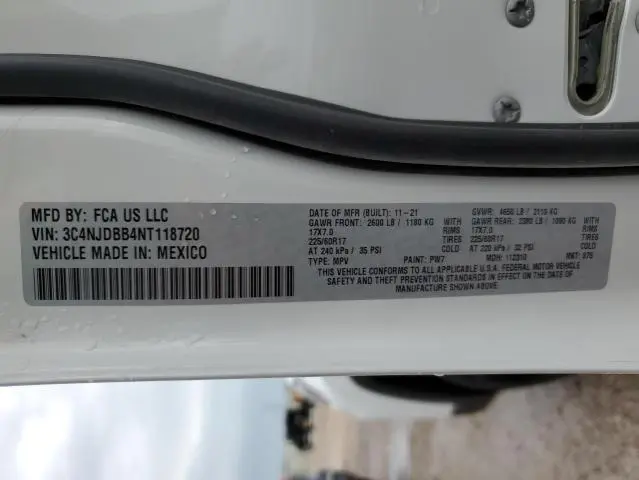 MFD BY: FCA US LLC
VIN: 3C4NJDBB4NT118720
VEHICLE MADE IN: MEXICO
DATE OF MFR (BUILT): 11-21
GAWR FRONT: 2600 LB / 1180 KG WITH
17X7.0 RIMS
225/60R17 TIRES
AT 240 kPa / 35 PSI COLD
TYPE: MPV PAINT: PW7
GVWR: 4650 LB / 2110 KG
GAWR REAR: LB / 1090 KG WITH
17X7.0 RIMS
225/60R17 TIRES
AT 220 kPa / 32 PSI COLD
MDH: MKT:
THIS VEHICLE CONFORMS TO ALL APPLICABLE U.S.A. FEDERAL MOTOR VEHICLE
SAFETY AND THEFT PREVENTION STANDARDS IN EFFECT ON THE DATE OF
MANUFACTURE SHOWN ABOVE.